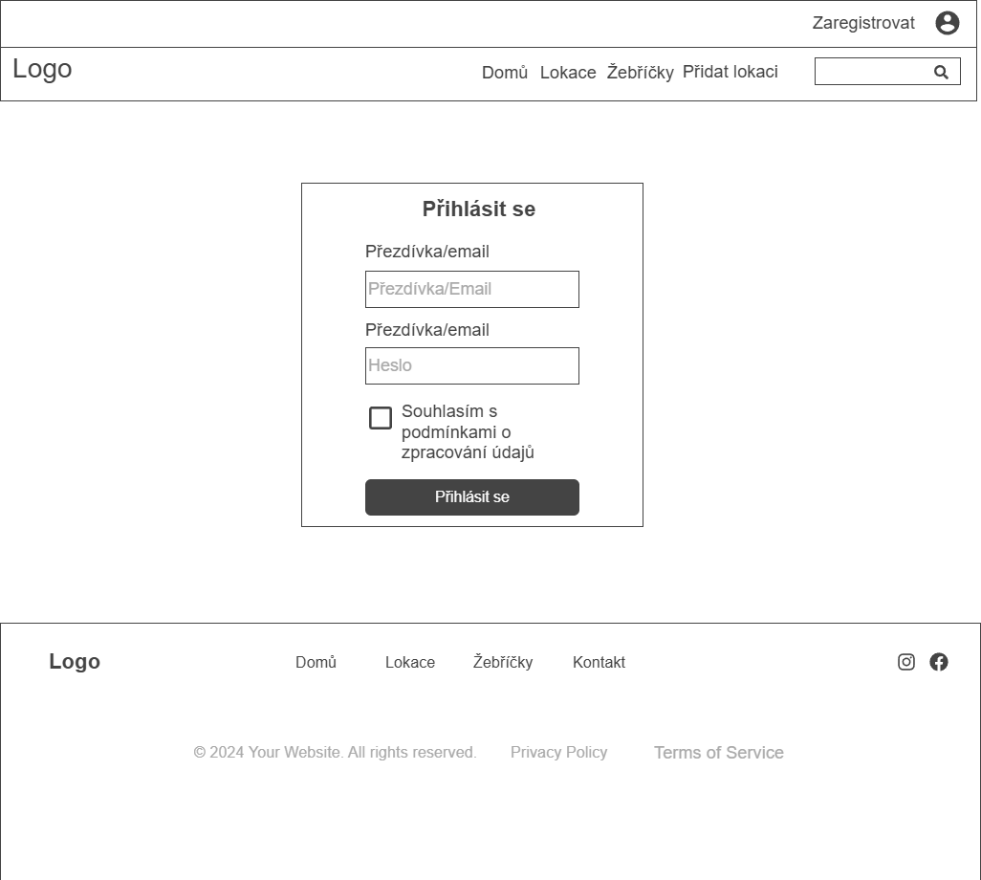 Zaregistrovat
Logo
Domů Lokace Žebříčky Přidat lokaci
Přihlásit se
Přezdívka/email
Přezdívka/Email
Přezdívka/email
Heslo
Souhlasím s
podmínkami o
zpracování údajů
Přihlásit se
Logo Domů Lokace Žebříčky Kontakt
© 2024 Your Website. All rights reserved. Privacy Policy Terms of Service